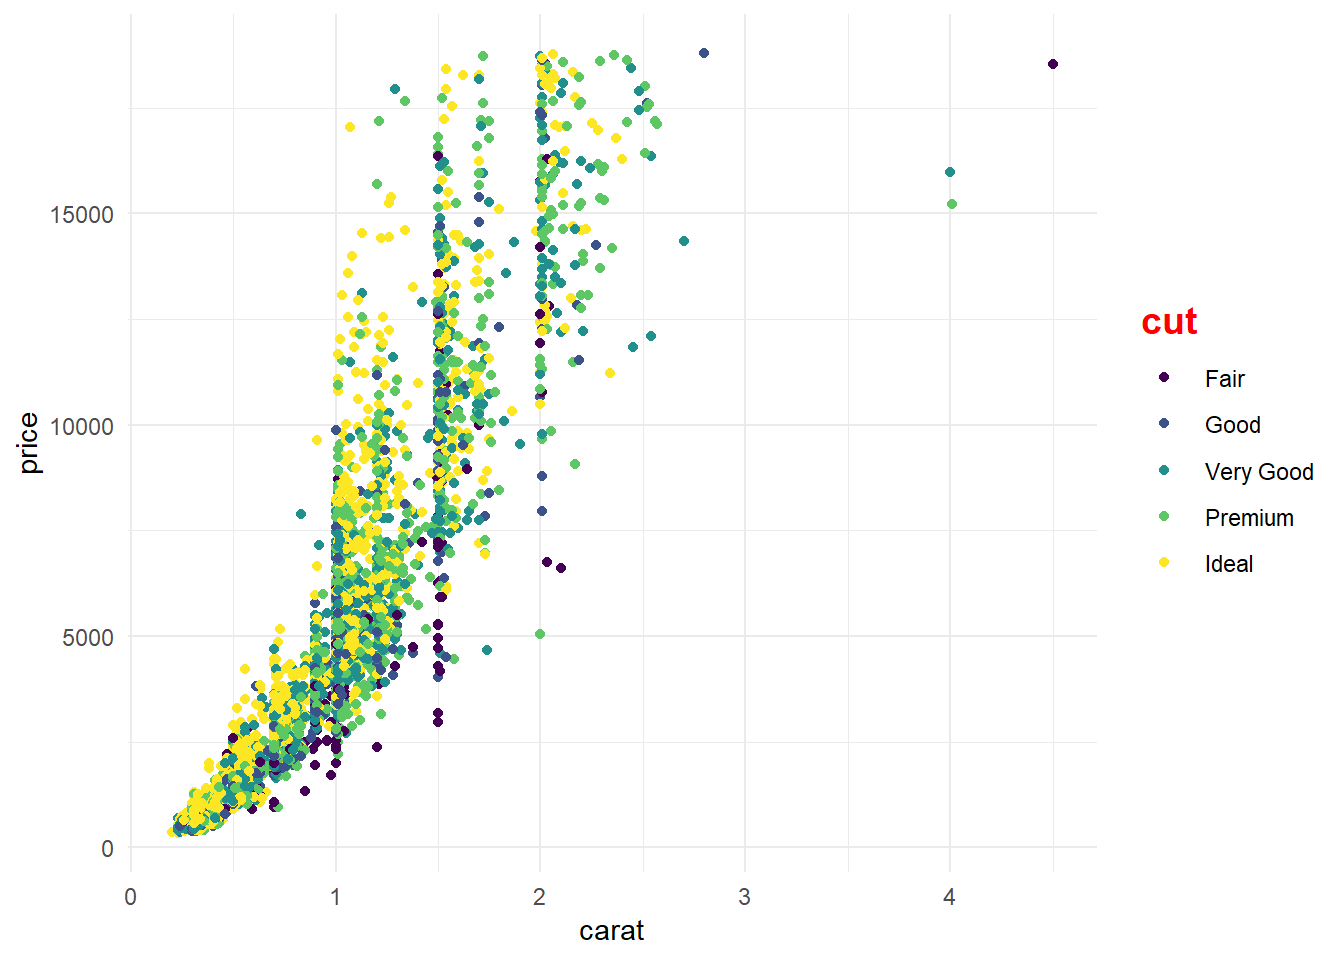 price
15000
10000
5000
0
0
1
2
3
4
carat
cut
Fair
Good
Very Good
Premium
Ideal